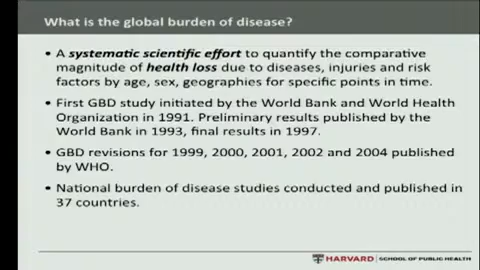 What is the global burden of disease?
• A systematic scientific effort to quantify the comparative
magnitude of health loss due to diseases, injuries and risk
factors by age, sex, geographies for specific points in time.
• First GBD study initiated by the World Bank and World Health
Organization in 1991. Preliminary results published by the
World Bank in 1993, final results in 1997.
• GBD revisions for 1999, 2000, 2001, 2002 and 2004 published
by WHO.
• National burden of disease studies conducted and published in
37 countries.
HARVARD SCHOOL OF PUBLIC HEALTH